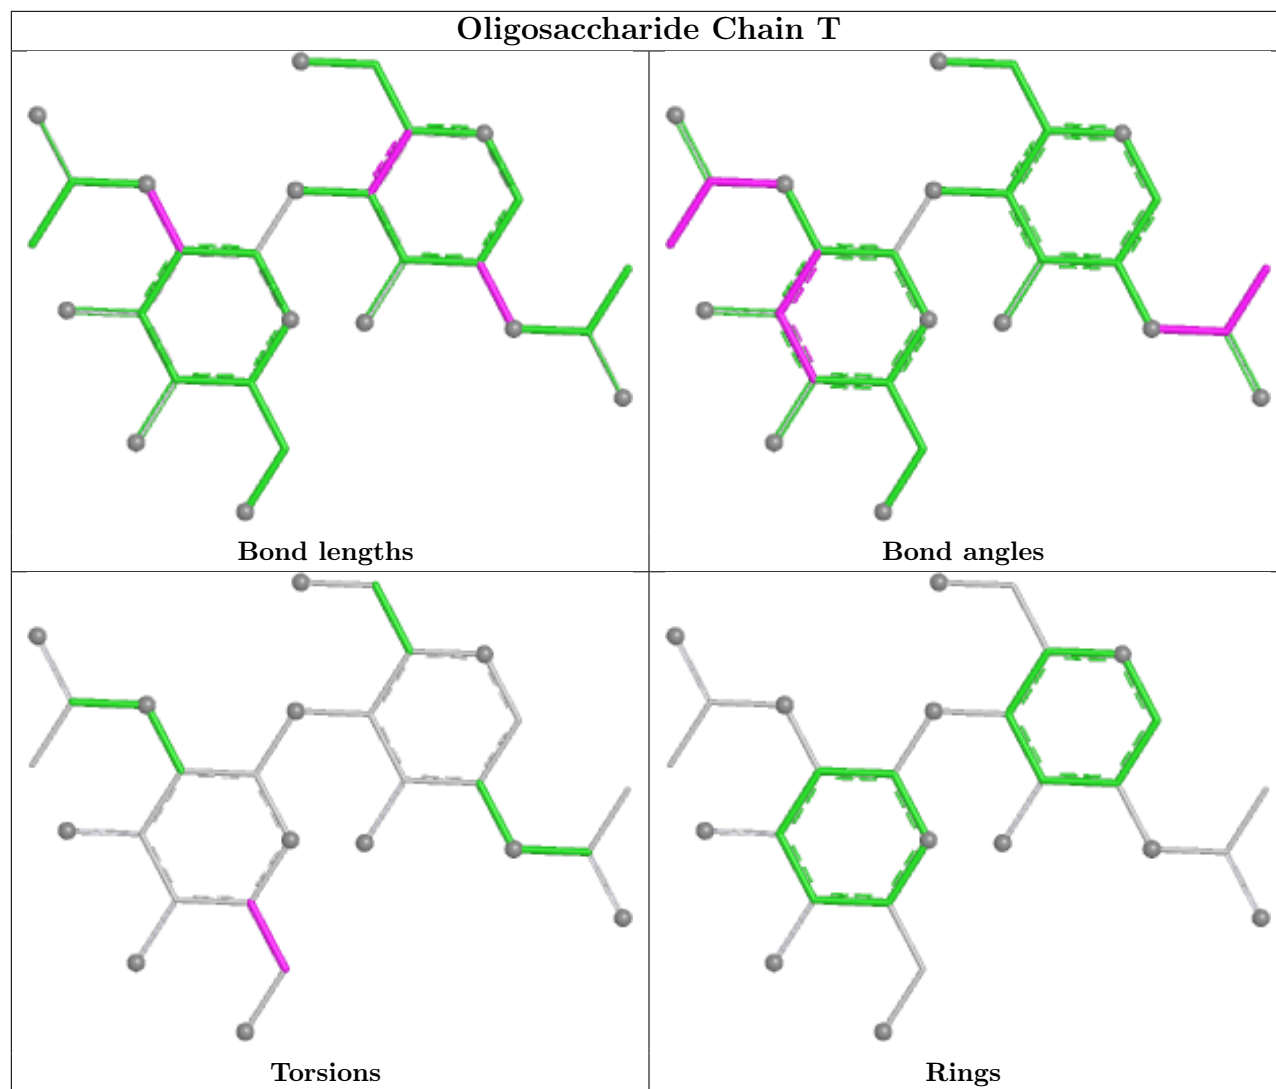 Oligosaccharide Chain T
Bond lengths
Bond angles
Torsions
Rings